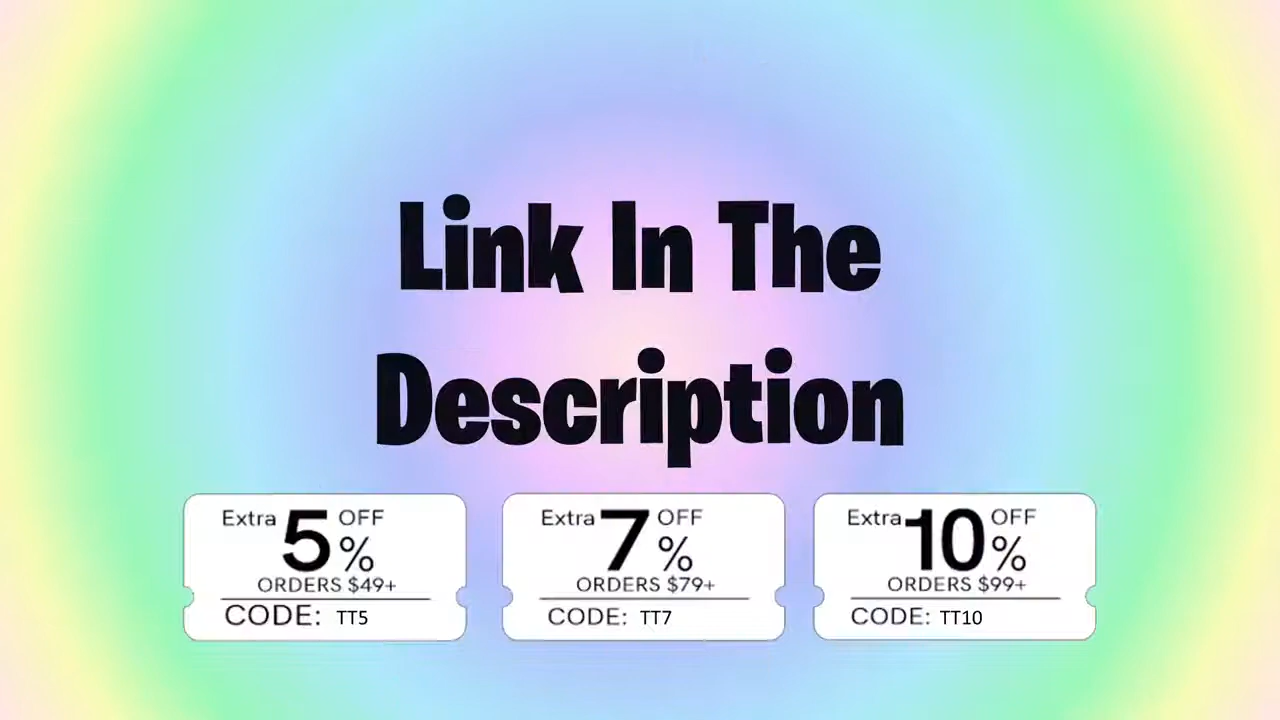 Link In The
Description
Extra 5% OFF
ORDERS $49+
CODE: TT5
Extra 7% OFF
ORDERS $79+
CODE: TT7
Extra 10% OFF
ORDERS $99+
CODE: TT10